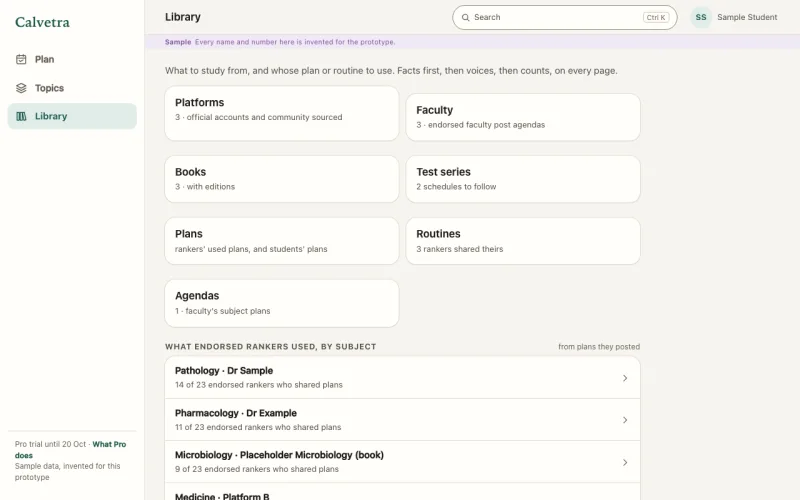 Calvetra
Library
Search
Ctrl K
SS
Sample Student
Plan
Topics
Library
Sample Every name and number here is invented for the prototype.
What to study from, and whose plan or routine to use. Facts first, then voices, then counts, on every page.
Platforms
3 · official accounts and community sourced
Faculty
3 · endorsed faculty post agendas
Books
3 · with editions
Test series
2 schedules to follow
Plans
rankers' used plans, and students' plans
Routines
3 rankers shared theirs
Agendas
1 · faculty's subject plans
WHAT ENDORSED RANKERS USED, BY SUBJECT
from plans they posted
Pathology · Dr Sample
14 of 23 endorsed rankers who shared plans
Pharmacology · Dr Example
11 of 23 endorsed rankers who shared plans
Microbiology · Placeholder Microbiology (book)
9 of 23 endorsed rankers who shared plans
Medicine · Platform B
Pro trial until 20 Oct · What Pro
does
Sample data, invented for this
prototype